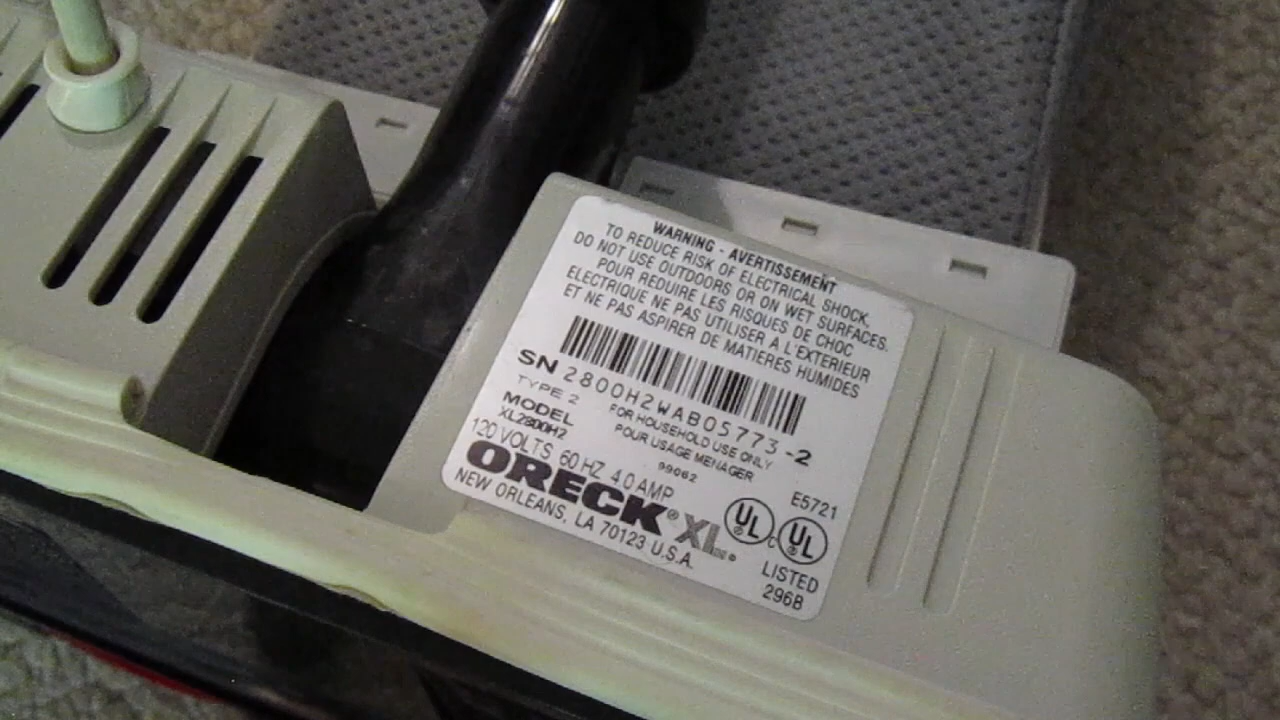 WARNING - AVERTISSEMENT
TO REDUCE RISK OF ELECTRICAL SHOCK,
DO NOT USE OUTDOORS OR ON WET SURFACES.
POUR REDUIRE LES RISQUES DE CHOC
ELECTRIQUE NE PAS UTILISER A L'EXTERIEUR
ET NE PAS ASPIRER DE MATIERES HUMIDES
SN 2800H2WAB05773-2
TYPE 2 FOR HOUSEHOLD USE ONLY
MODEL POUR USAGE MENAGER
XL2800H2 99062
120 VOLTS 60 HZ 4.0 AMP E5721
ORECK® XL® UL® C UL®
NEW ORLEANS, LA 70123 U.S.A. LISTED
296B